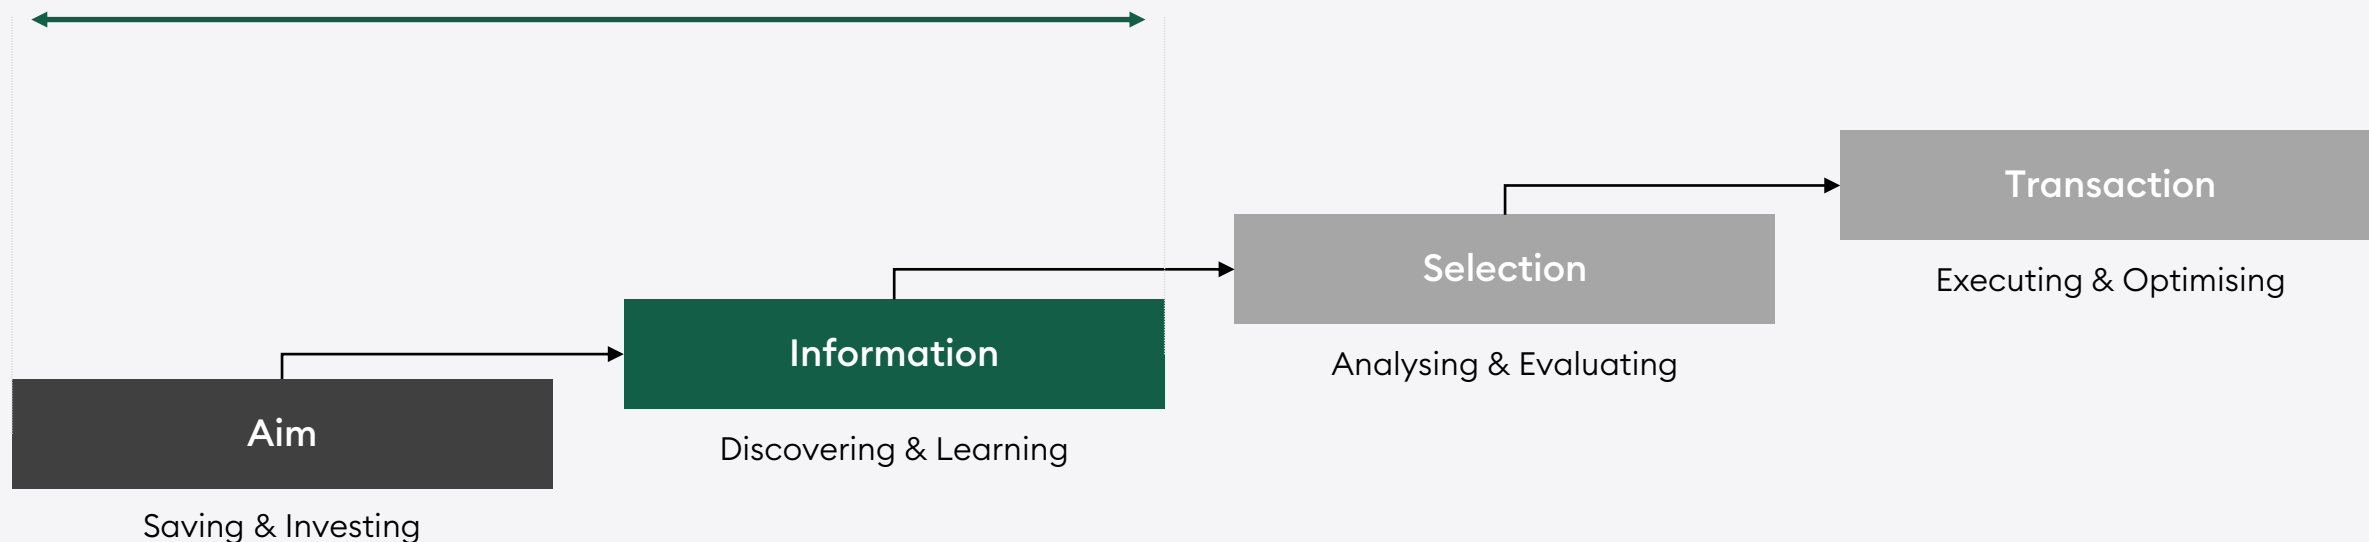 Aim
Saving & Investing
Information
Discovering & Learning
Selection
Analysing & Evaluating
Transaction
Executing & Optimising